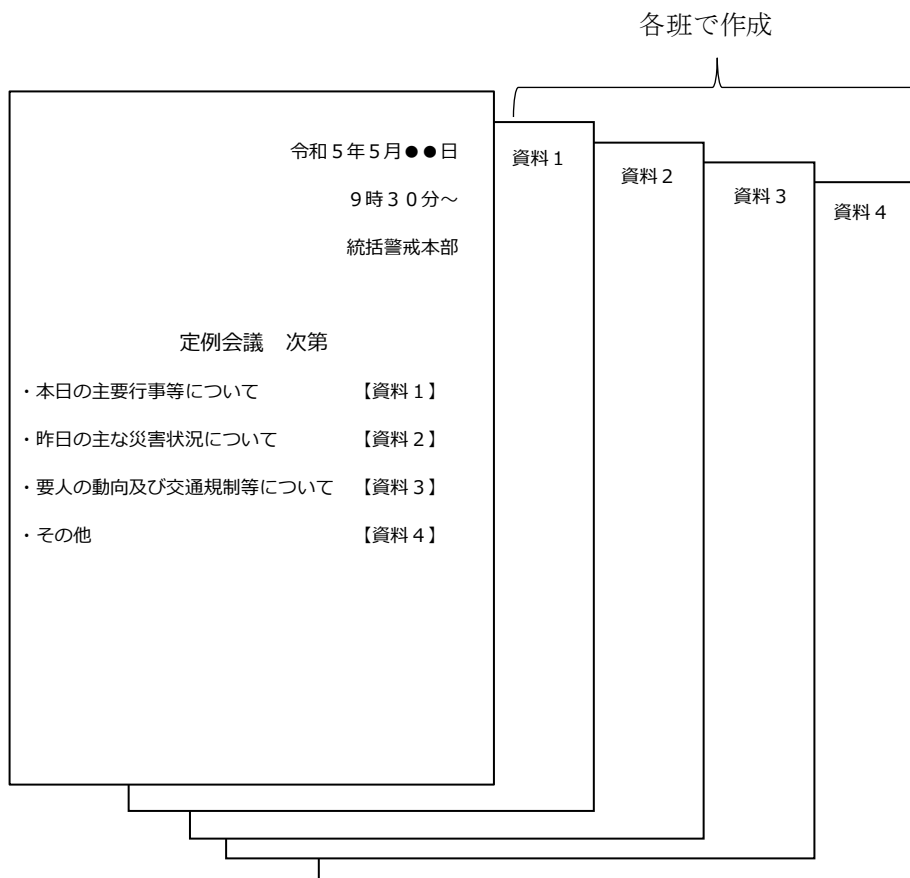 各班で作成
令和５年５月●●日
９時３０分～
統括警戒本部
定例会議　次第
・本日の主要行事等について　【資料１】
・昨日の主な災害状況について　【資料２】
・要人の動向及び交通規制等について　【資料３】
・その他　【資料４】
資料１
資料２
資料３
資料４